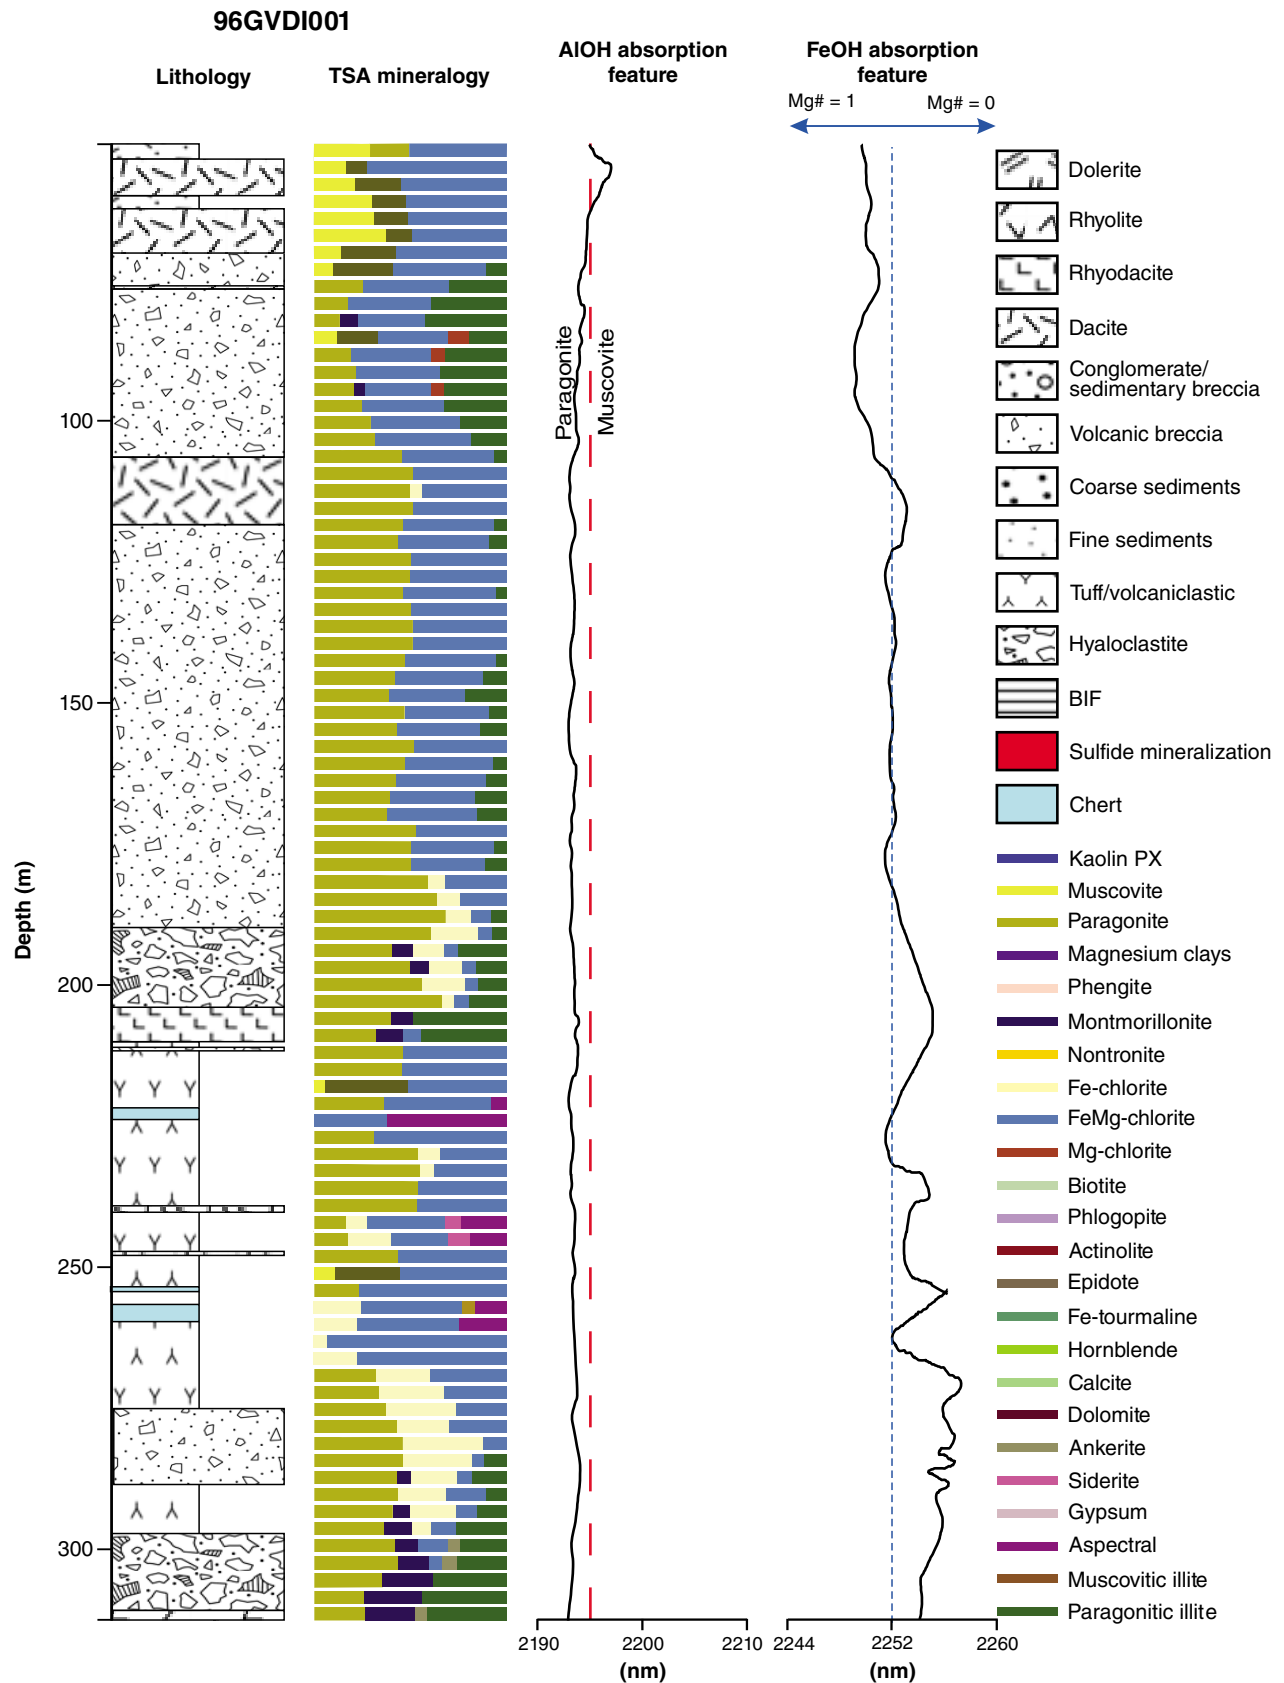 96GVDI001
Lithology
TSA mineralogy
AlOH absorption
feature
FeOH absorption
feature
Mg# = 1
Mg# = 0
Depth (m)
100
150
200
250
300
Paragonite
Muscovite
2190
2200
2210
(nm)
2244
2252
2260
(nm)
Dolerite
Rhyolite
Rhyodacite
Dacite
Conglomerate/
sedimentary breccia
Volcanic breccia
Coarse sediments
Fine sediments
Tuff/volcaniclastic
Hyaloclastite
BIF
Sulfide mineralization
Chert
Kaolin PX
Muscovite
Paragonite
Magnesium clays
Phengite
Montmorillonite
Nontronite
Fe-chlorite
FeMg-chlorite
Mg-chlorite
Biotite
Phlogopite
Actinolite
Epidote
Fe-tourmaline
Hornblende
Calcite
Dolomite
Ankerite
Siderite
Gypsum
Aspectral
Muscovitic illite
Paragonitic illite